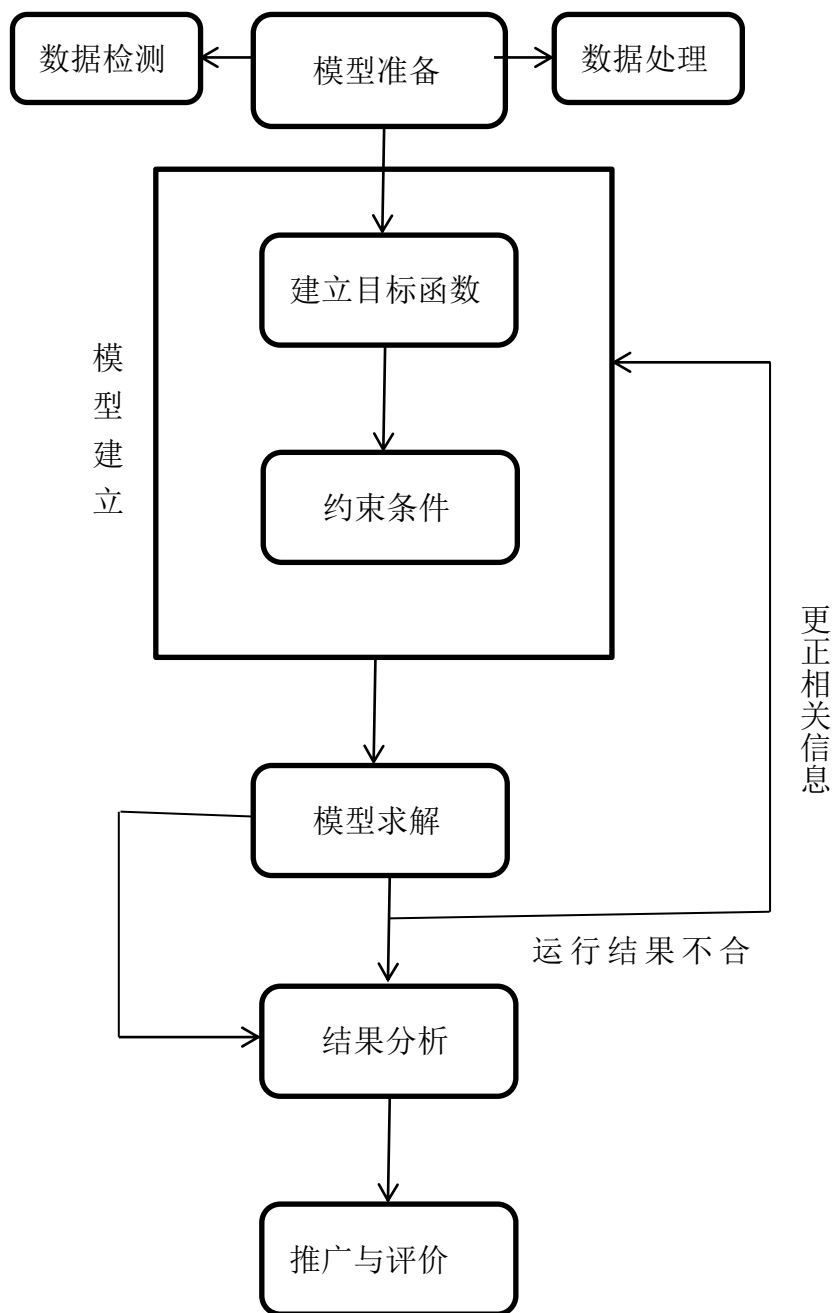 数据检测
模型准备
数据处理
建立目标函数
模型建立
约束条件
更正相关信息
模型求解
运行结果不合
结果分析
推广与评价